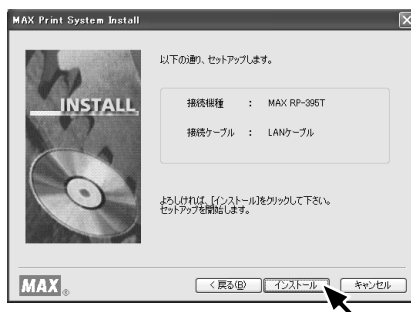 MAX Print System Install
以下の通り、セットアップします。
INSTALL
接続機種 : MAX RP-395T
接続ケーブル : LANケーブル
よろしければ、[インストール]をクリックして下さい。
セットアップを開始します。
MAX®
< 戻る(B) インストール キャンセル